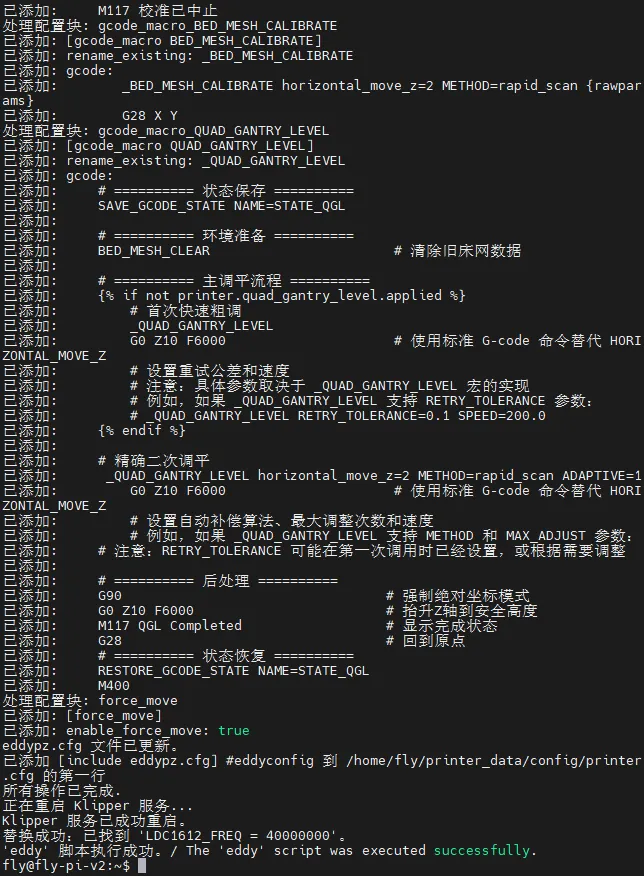 已添加:     M117 校准已中止
处理配置块: gcode_macro_BED_MESH_CALIBRATE
已添加: [gcode_macro BED_MESH_CALIBRATE]
已添加: rename_existing: _BED_MESH_CALIBRATE
已添加: gcode:
已添加:        _BED_MESH_CALIBRATE horizontal_move_z=2 METHOD=rapid_scan {rawpar
ams}
已添加:        G28 X Y
处理配置块: gcode_macro_QUAD_GANTRY_LEVEL
已添加: [gcode_macro QUAD_GANTRY_LEVEL]
已添加: rename_existing: _QUAD_GANTRY_LEVEL
已添加: gcode:
已添加:     # ========== 状态保存 ==========
已添加:     SAVE_GCODE_STATE NAME=STATE_QGL
已添加:
已添加:     # ========== 环境准备 ==========
已添加:     BED_MESH_CLEAR                       # 清除旧床网数据
已添加:
已添加:     # ========== 主调平流程 ==========
已添加:     {% if not printer.quad_gantry_level.applied %}
已添加:         # 首次快速粗调
已添加:         _QUAD_GANTRY_LEVEL
已添加:         G0 Z10 F6000                     # 使用标准 G-code 命令替代 HORI
ZONTAL_MOVE_Z
已添加:         # 设置重试公差和速度
已添加:         # 注意：具体参数取决于 _QUAD_GANTRY_LEVEL 宏的实现
已添加:         # 例如，如果 _QUAD_GANTRY_LEVEL 支持 RETRY_TOLERANCE 参数：
已添加:         # _QUAD_GANTRY_LEVEL RETRY_TOLERANCE=0.1 SPEED=200.0
已添加:     {% endif %}
已添加:
已添加:     # 精确二次调平
已添加:      _QUAD_GANTRY_LEVEL horizontal_move_z=2 METHOD=rapid_scan ADAPTIVE=1
已添加:         G0 Z10 F6000                     # 使用标准 G-code 命令替代 HORI
ZONTAL_MOVE_Z
已添加:         # 设置自动补偿算法、最大调整次数和速度
已添加:         # 例如，如果 _QUAD_GANTRY_LEVEL 支持 METHOD 和 MAX_ADJUST 参数：
已添加:     # 注意：RETRY_TOLERANCE 可能在第一次调用时已经设置，或根据需要调整
已添加:
已添加:     # ========== 后处理 ==========
已添加:     G90                                 # 强制绝对坐标模式
已添加:     G0 Z10 F6000                        # 抬升Z轴到安全高度
已添加:     M117 QGL Completed                  # 显示完成状态
已添加:     G28                                 # 回到原点
已添加:     # ========== 状态恢复 ==========
已添加:     RESTORE_GCODE_STATE NAME=STATE_QGL
已添加:     M400
处理配置块: force_move
已添加: [force_move]
已添加: enable_force_move: true
eddypz.cfg 文件已更新。
已添加 [include eddypz.cfg] #eddyconfig 到 /home/fly/printer_data/config/printer
.cfg 的第一行
所有操作已完成.
正在重启 Klipper 服务...
Klipper 服务已成功重启。
替换成功：已找到 'LDC1612_FREQ = 40000000'。
'eddy' 脚本执行成功。/ The 'eddy' script was executed successfully.
fly@fly-pi-v2:~$